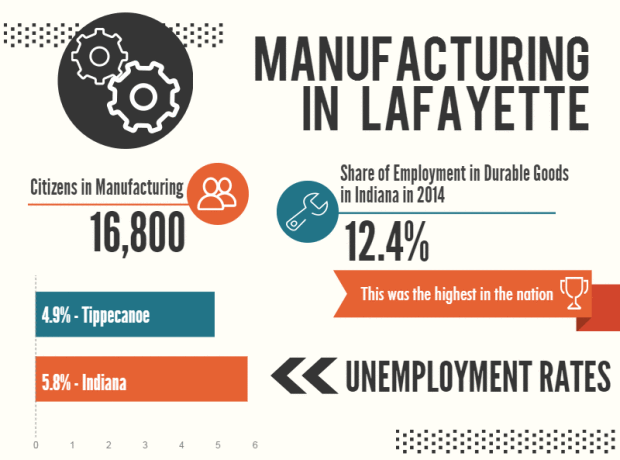 MANUFACTURING
IN LAFAYETTE
Citizens in Manufacturing
16,800
Share of Employment in Durable Goods
in Indiana in 2014
12.4%
This was the highest in the nation
4.9% - Tippecanoe
5.8% - Indiana
UNEMPLOYMENT RATES
0 1 2 3 4 5 6